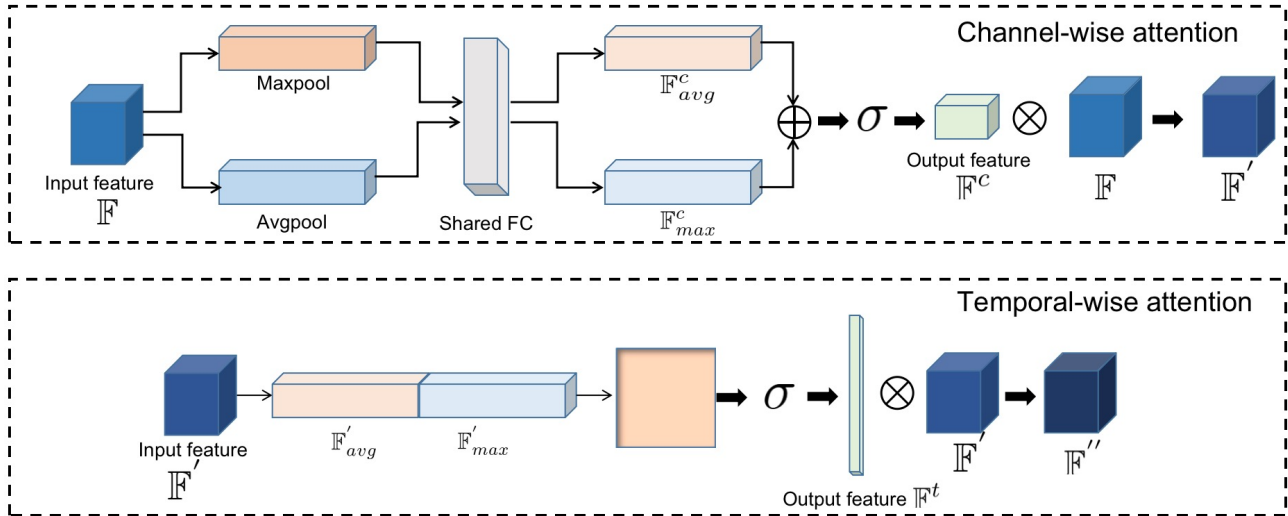 Channel-wise attention
Maxpool
𝔽^c_avg
Input feature
𝔽
Avgpool
Shared FC
𝔽^c_max
⊕
σ
Output feature
𝔽^c
⊗
𝔽
𝔽′
Temporal-wise attention
Input feature
𝔽′
𝔽′_avg
𝔽′_max
σ
Output feature 𝔽^t
⊗
𝔽′
𝔽′′